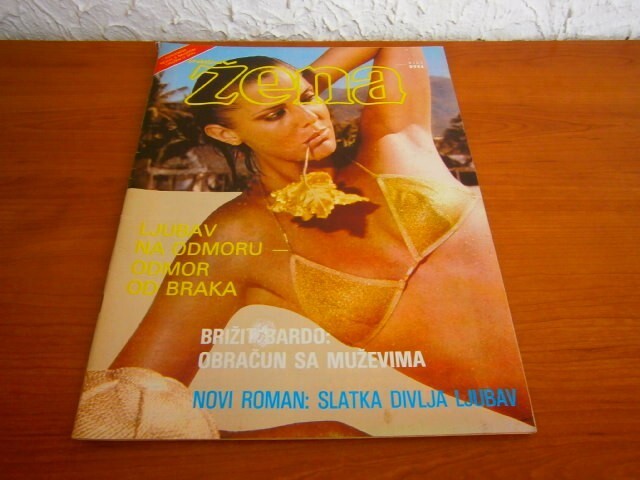 žena
LJUBAV
NA ODMORU —
ODMOR
OD BRAKA
BRIŽIT BARDO:
OBRAČUN SA MUŽEVIMA
NOVI ROMAN: SLATKA DIVLJA LJUBAV